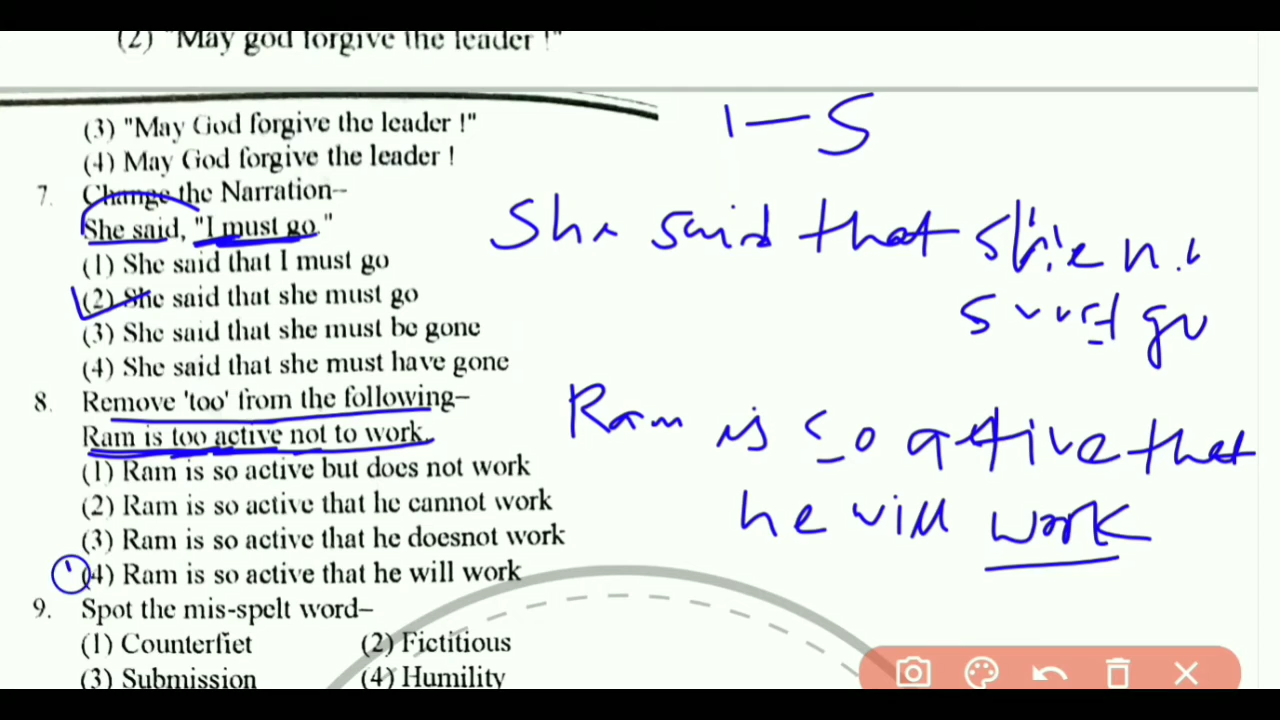 (2) "May god forgive the leader !"
(3) "May God forgive the leader !"
(4) May God forgive the leader !
7. Change the Narration–
She said, "I must go."
(1) She said that I must go
(2) She said that she must go
(3) She said that she must be gone
(4) She said that she must have gone
8. Remove 'too' from the following–
Ram is too active not to work.
(1) Ram is so active but does not work
(2) Ram is so active that he cannot work
(3) Ram is so active that he doesnot work
(4) Ram is so active that he will work
9. Spot the mis-spelt word–
(1) Counterfiet (2) Fictitious
(3) Submission (4) Humility
1 — S
She said that
go
Ram is so active that
he will work